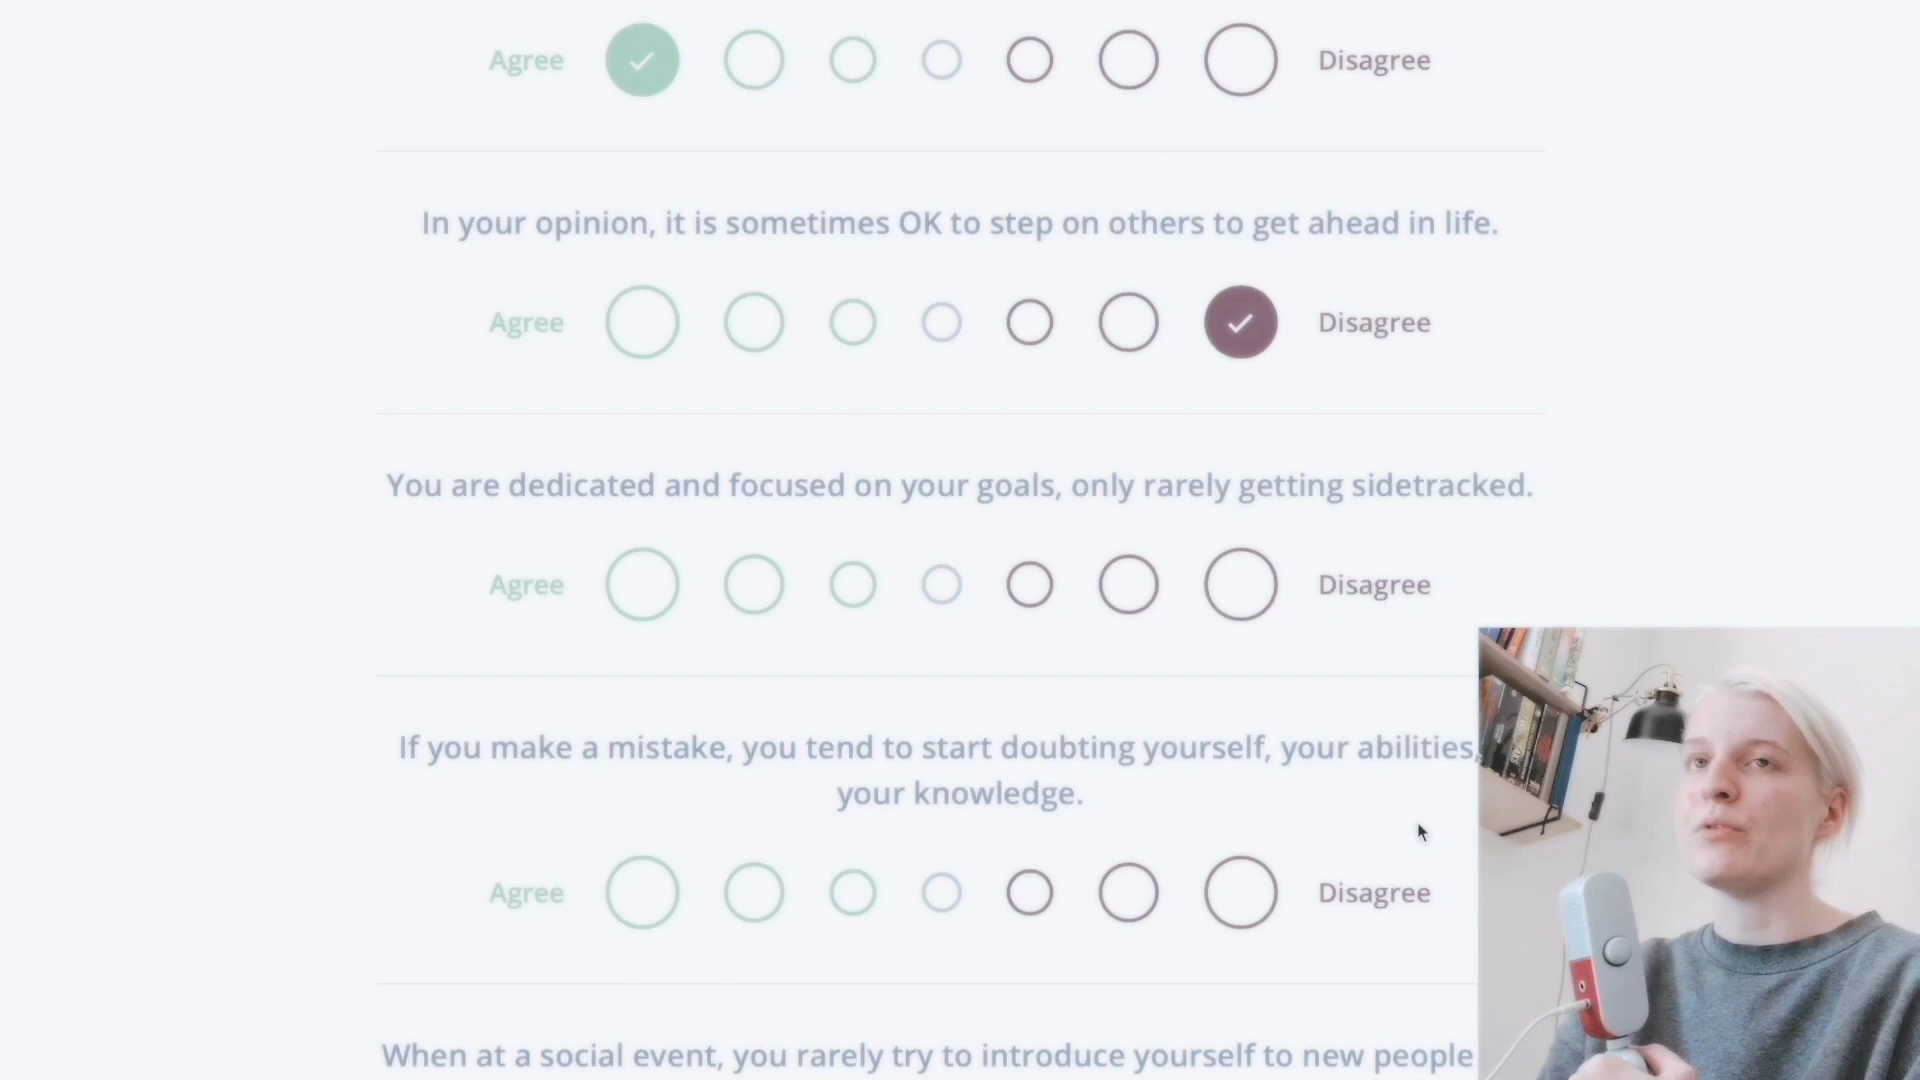 Agree Disagree
In your opinion, it is sometimes OK to step on others to get ahead in life.
Agree Disagree
You are dedicated and focused on your goals, only rarely getting sidetracked.
Agree Disagree
If you make a mistake, you tend to start doubting yourself, your abilities,
your knowledge.
Agree Disagree
When at a social event, you rarely try to introduce yourself to new people